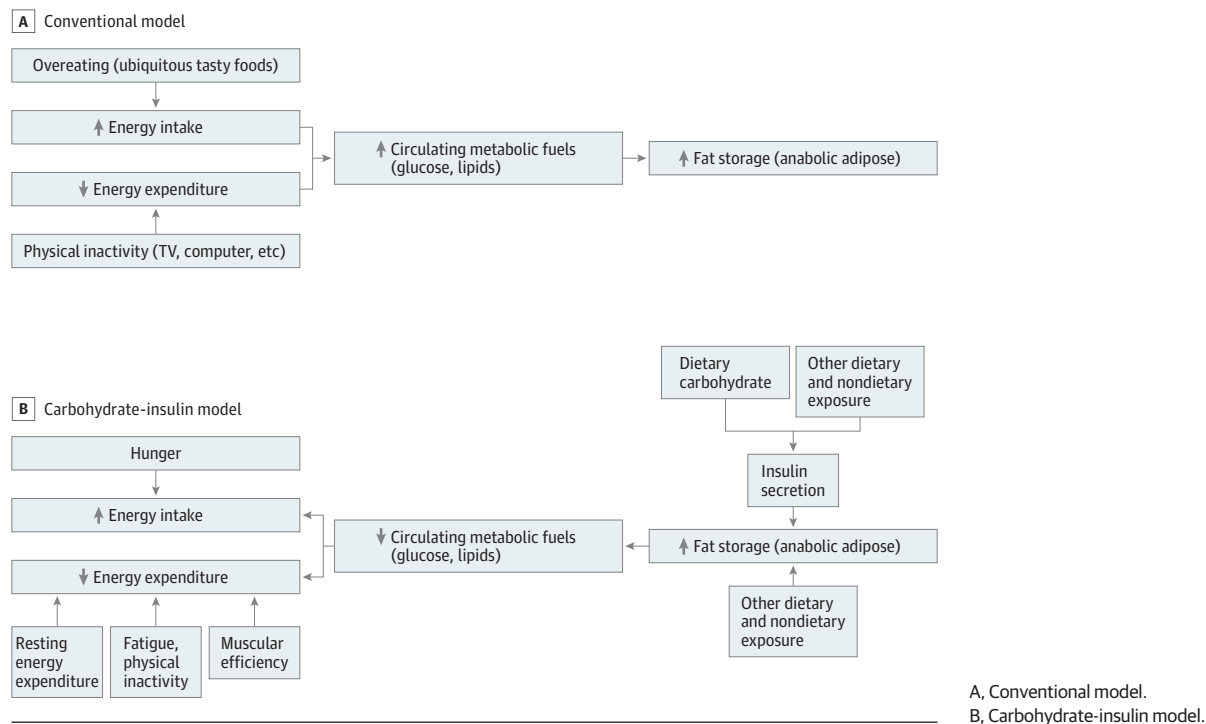 A Conventional model
Overeating (ubiquitous tasty foods)
↑ Energy intake
↓ Energy expenditure
Physical inactivity (TV, computer, etc)
↑ Circulating metabolic fuels
(glucose, lipids)
↑ Fat storage (anabolic adipose)
B Carbohydrate-insulin model
Hunger
↑ Energy intake
↓ Energy expenditure
Resting
energy
expenditure
Fatigue,
physical
inactivity
Muscular
efficiency
↓ Circulating metabolic fuels
(glucose, lipids)
Dietary
carbohydrate
Other dietary
and nondietary
exposure
Insulin
secretion
↑ Fat storage (anabolic adipose)
Other dietary
and nondietary
exposure
A, Conventional model.
B, Carbohydrate-insulin model.